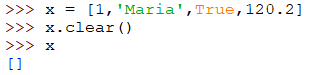 >>> x = [1,'Maria',True,120.2]
>>> x.clear()
>>> x
[]